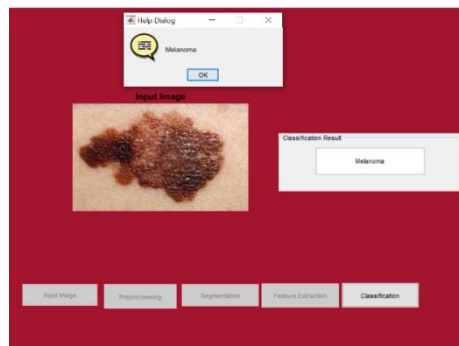 Help Dialog
Melanoma
OK
Input Image
Classification Result
Melanoma
Input Image
Preprocessing
Segmentation
Feature Extraction
Classification